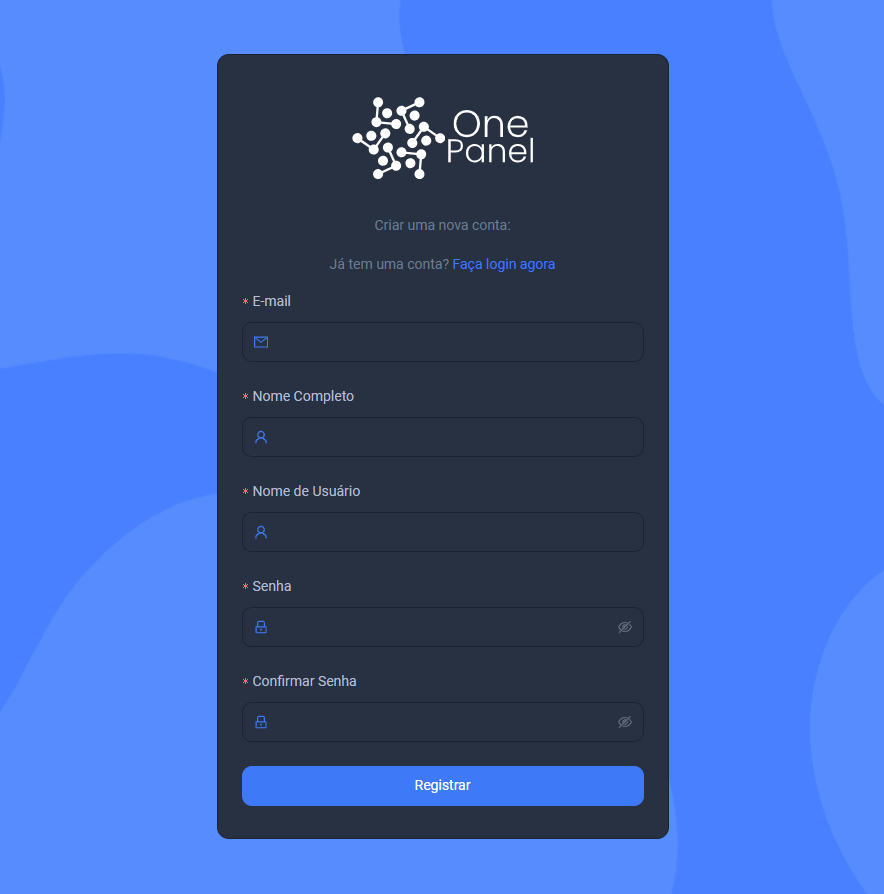 One
Panel
Criar uma nova conta:
Já tem uma conta? Faça login agora
* E-mail
* Nome Completo
* Nome de Usuário
* Senha
* Confirmar Senha
Registrar